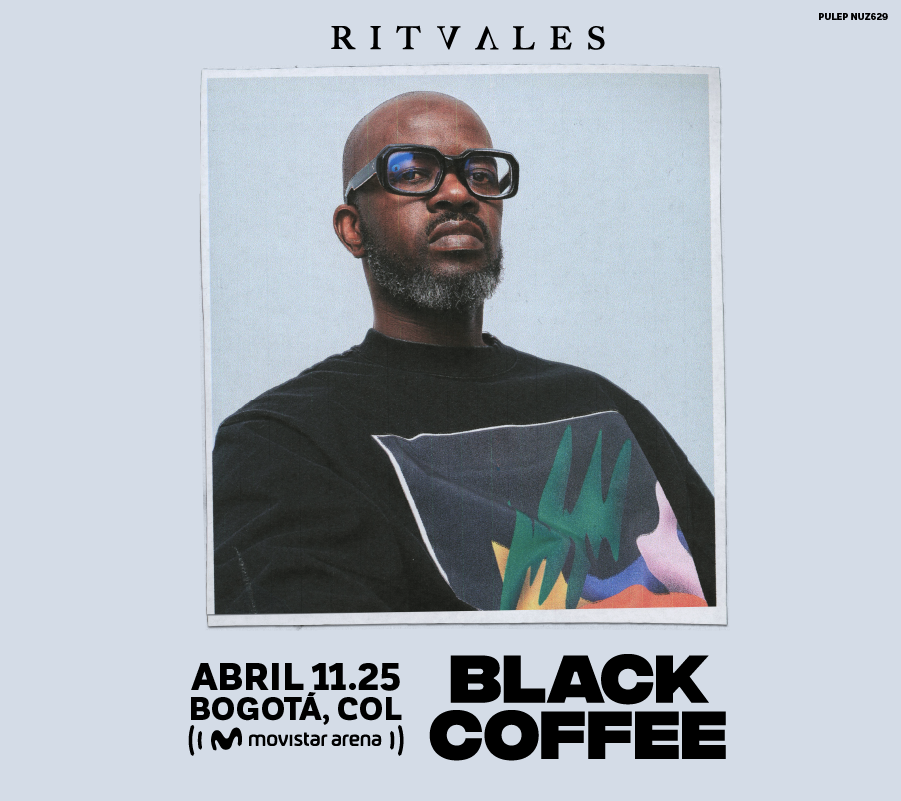 PULEP NUZ629
RITVALES
ABRIL 11.25
BOGOTÁ, COL
movistar arena
BLACK
COFFEE